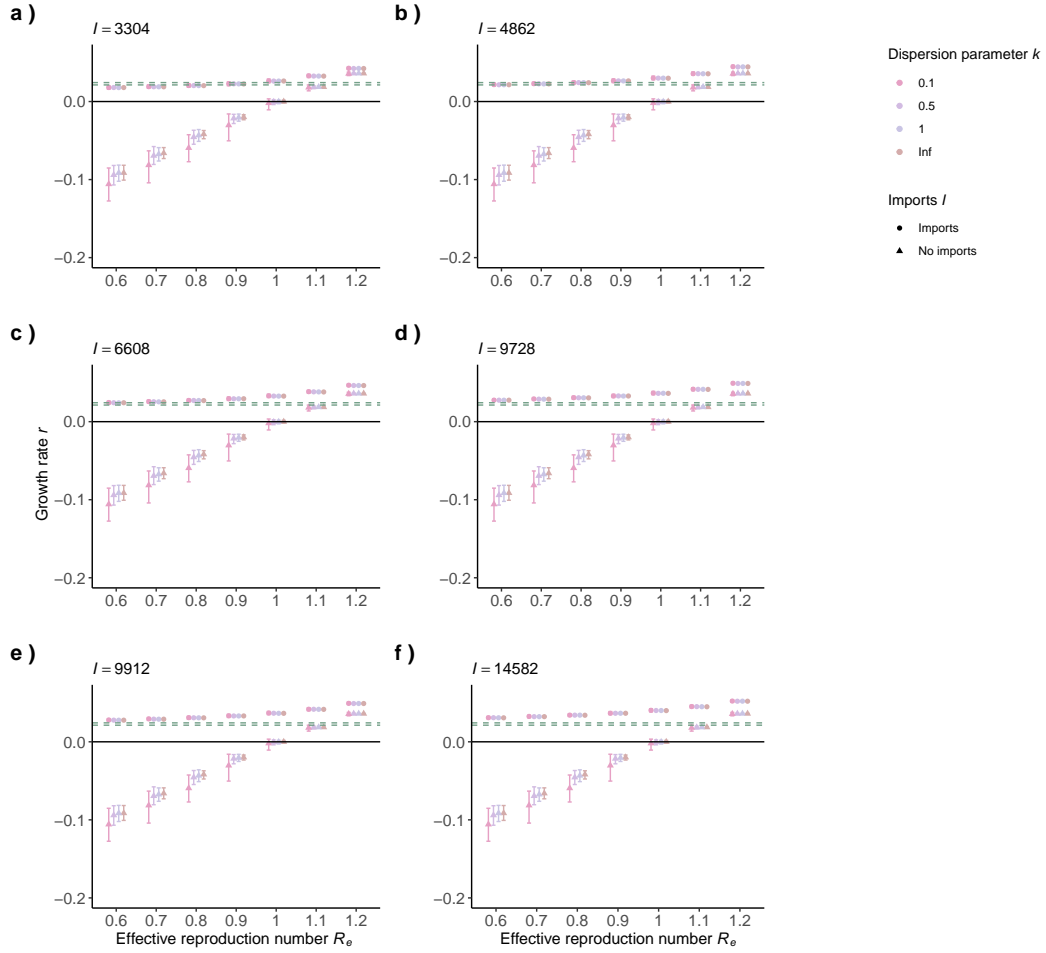 a )
I = 3304
0.0
−0.1
−0.2
0.6 0.7 0.8 0.9 1 1.1 1.2
b )
I = 4862
0.0
−0.1
−0.2
0.6 0.7 0.8 0.9 1 1.1 1.2
Dispersion parameter k
0.1
0.5
1
Inf
Imports I
Imports
No imports
c )
I = 6608
0.0
−0.1
−0.2
0.6 0.7 0.8 0.9 1 1.1 1.2
Growth rate r
d )
I = 9728
0.0
−0.1
−0.2
0.6 0.7 0.8 0.9 1 1.1 1.2
e )
I = 9912
0.0
−0.1
−0.2
0.6 0.7 0.8 0.9 1 1.1 1.2
Effective reproduction number Re
f )
I = 14582
0.0
−0.1
−0.2
0.6 0.7 0.8 0.9 1 1.1 1.2
Effective reproduction number Re